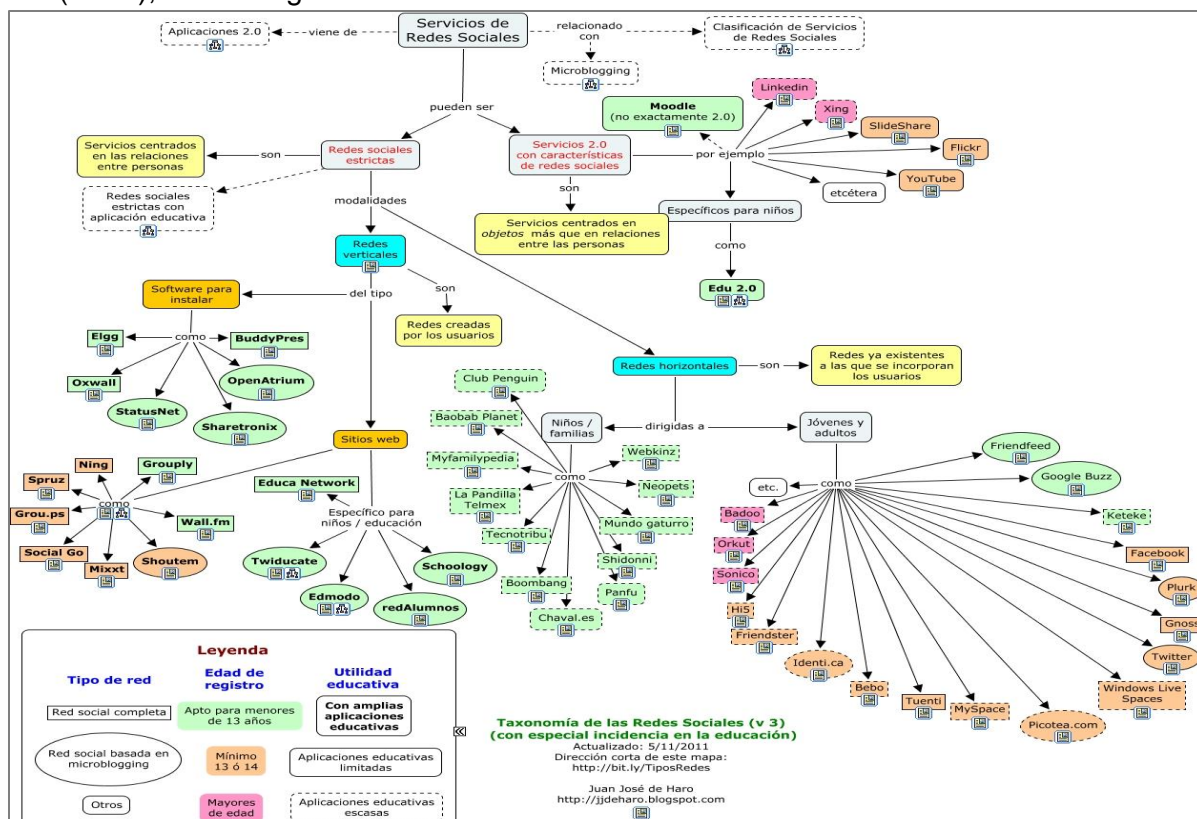 Servicios de
Redes Sociales
Aplicaciones 2.0
viene de
relacionado
con
Clasificación de Servicios
de Redes Sociales
Microblogging
pueden ser
Linkedin
Moodle
(no exactamente 2.0)
Xing
SlideShare
Servicios centrados
en las relaciones
entre personas
son
Redes sociales
estrictas
Servicios 2.0
con características
de redes sociales
por ejemplo
Flickr
YouTube
etcétera
Redes sociales
estrictas con
aplicación educativa
modalidades
son
Específicos para niños
Servicios centrados en
objetos más que en relaciones
entre las personas
como
Redes
verticales
Edu 2.0
Software para
instalar
del tipo
son
Redes creadas
por los usuarios
Elgg
como
BuddyPres
Oxwall
OpenAtrium
StatusNet
Sharetronix
Redes horizontales
son
Redes ya existentes
a las que se incorporan
los usuarios
Club Penguin
Niños /
familias
dirigidas a
Jóvenes y
adultos
Sitios web
Baobab Planet
Myfamilypedia
La Pandilla
Telmex
Tecnotribu
Boombang
Chaval.es
como
Webkinz
Neopets
Mundo gaturro
Shidonni
Panfu
Friendfeed
Google Buzz
etc.
como
Keteke
Badoo
Orkut
Sonico
Hi5
Friendster
Identi.ca
Bebo
Tuenti
MySpace
Picotea.com
Windows Live
Spaces
Twitter
Gnoss
Plurk
Facebook
Ning
Grouply
Spruz
como
Grou.ps
Wall.fm
Social Go
Mixxt
Shoutem
Educa Network
Específico para
niños / educación
Twiducate
Schoology
Edmodo
redAlumnos
Leyenda
Tipo de red
Edad de
registro
Utilidad
educativa
Red social completa
Apto para menores
de 13 años
Con amplias
aplicaciones
educativas
Red social basada en
microblogging
Mínimo
13 ó 14
Aplicaciones educativas
limitadas
Otros
Mayores
de edad
Aplicaciones educativas
escasas
Taxonomía de las Redes Sociales (v 3)
(con especial incidencia en la educación)
Actualizado: 5/11/2011
Dirección corta de este mapa:
http://bit.ly/TiposRedes
Juan José de Haro
http://jjdeharo.blogspot.com